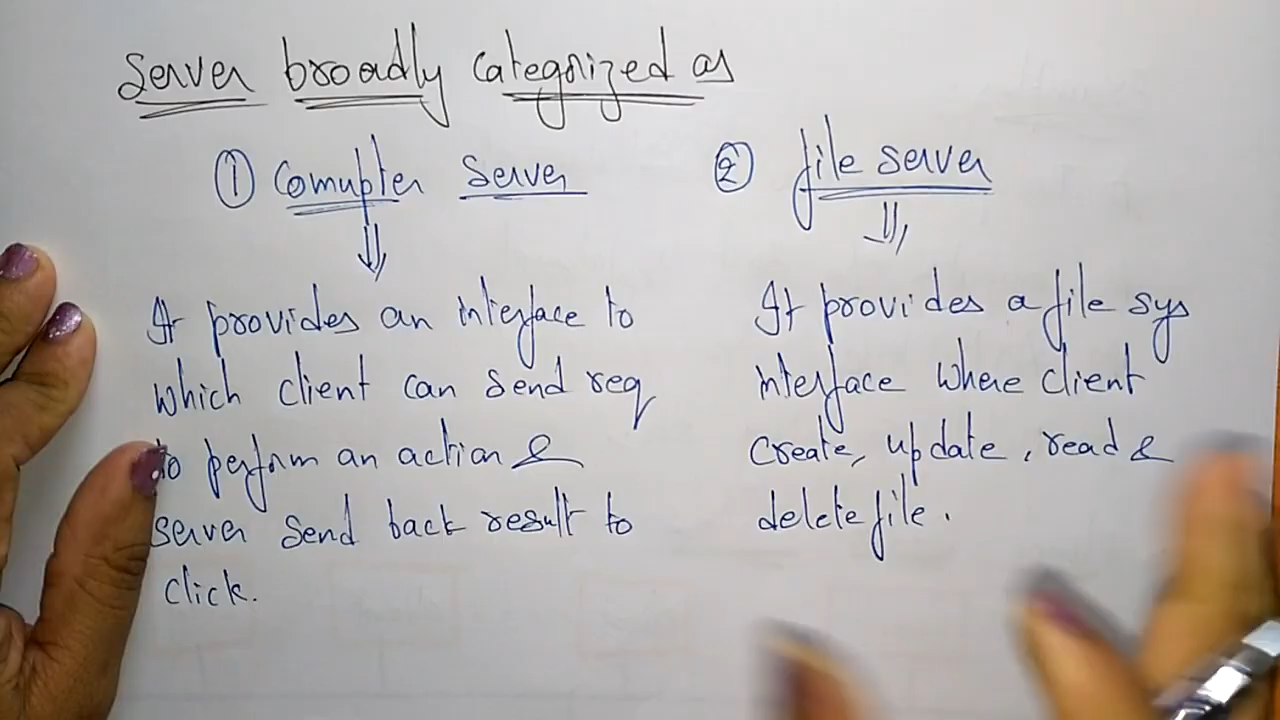 Server broadly categorized as
① Comupter Server
It provides an interface to
which client can send req
to perform an action &
server send back result to
click.
② file server
It provides a file sys
interface where client
create, update, read &
delete file.